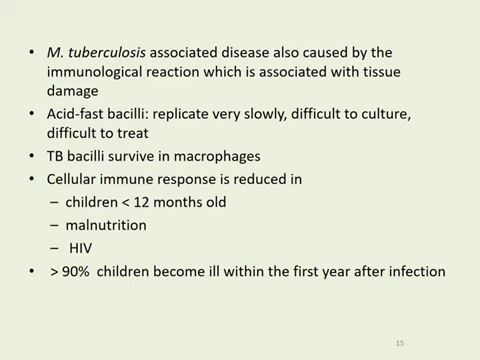 • M. tuberculosis associated disease also caused by the
immunological reaction which is associated with tissue
damage
• Acid-fast bacilli: replicate very slowly, difficult to culture,
difficult to treat
• TB bacilli survive in macrophages
• Cellular immune response is reduced in
– children < 12 months old
– malnutrition
– HIV
• > 90% children become ill within the first year after infection
15